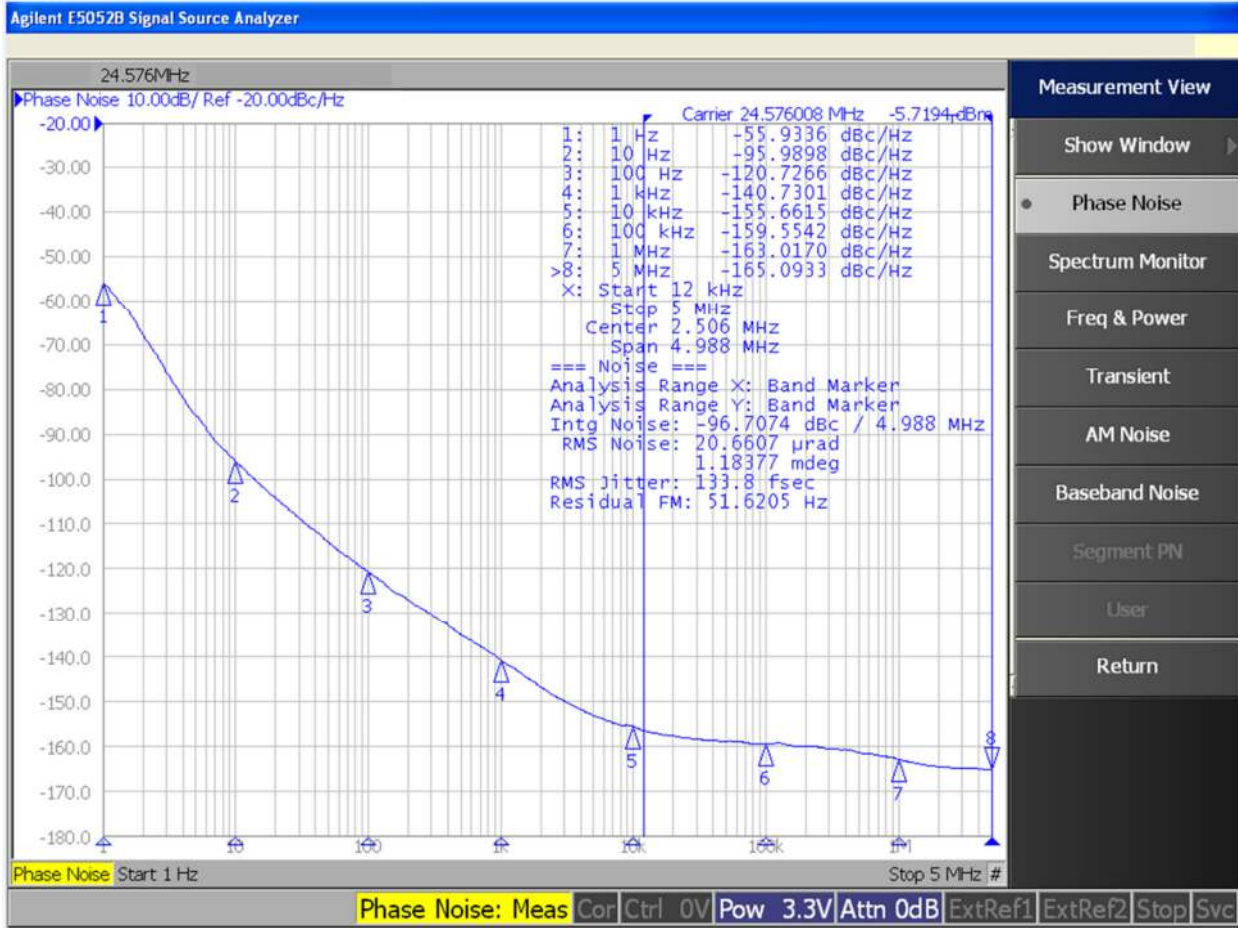 Agilent E5052B Signal Source Analyzer
24.576MHz
Phase Noise 10.00dB/ Ref -20.00dBc/Hz
Carrier 24.576008 MHz -5.7194 dBm
1: 1 Hz -55.9336 dBc/Hz
2: 10 Hz -95.9898 dBc/Hz
3: 100 Hz -120.7266 dBc/Hz
4: 1 kHz -140.7301 dBc/Hz
5: 10 kHz -155.6615 dBc/Hz
6: 100 kHz -159.5542 dBc/Hz
7: 1 MHz -163.0170 dBc/Hz
>8: 5 MHz -165.0933 dBc/Hz
X: Start 12 kHz
Stop 5 MHz
Center 2.506 MHz
Span 4.988 MHz
=== Noise ===
Analysis Range X: Band Marker
Analysis Range Y: Band Marker
Intg Noise: -96.7074 dBc / 4.988 MHz
RMS Noise: 20.6607 µrad
1.18377 mdeg
RMS Jitter: 133.8 fsec
Residual FM: 51.6205 Hz
-20.00
-30.00
-40.00
-50.00
-60.00
-70.00
-80.00
-90.00
-100.0
-110.0
-120.0
-130.0
-140.0
-150.0
-160.0
-170.0
-180.0
1
2
3
4
5
6
7
8
1 10 100 1k 10k 100k 1M
Phase Noise Start 1 Hz Stop 5 MHz #
Measurement View
Show Window
Phase Noise
Spectrum Monitor
Freq & Power
Transient
AM Noise
Baseband Noise
Segment PN
User
Return
Phase Noise: Meas Cor Ctrl 0V Pow 3.3V Attn 0dB ExtRef1 ExtRef2 Stop Svc